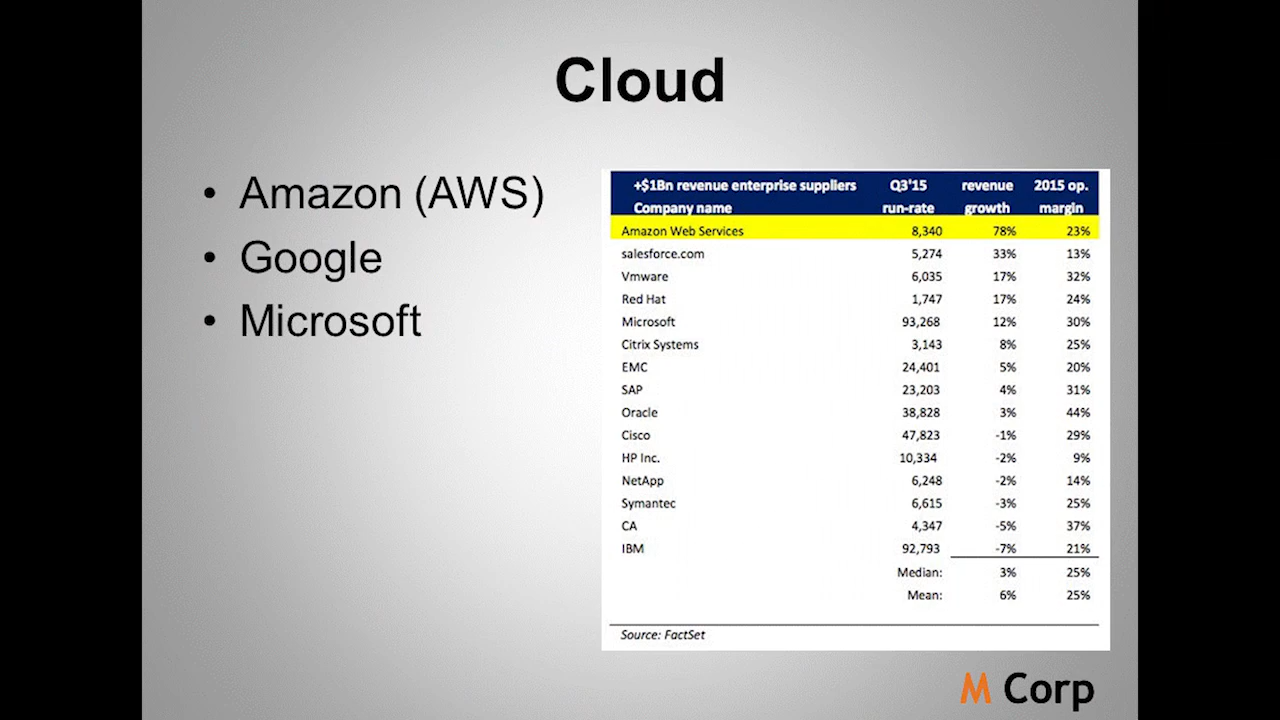 Cloud
• Amazon (AWS)
• Google
• Microsoft
+$1Bn revenue enterprise suppliers Q3'15 revenue 2015 op.
Company name run-rate growth margin
Amazon Web Services 8,340 78% 23%
salesforce.com 5,274 33% 13%
Vmware 6,035 17% 32%
Red Hat 1,747 17% 24%
Microsoft 93,268 12% 30%
Citrix Systems 3,143 8% 25%
EMC 24,401 5% 20%
SAP 23,203 4% 31%
Oracle 38,828 3% 44%
Cisco 47,823 -1% 29%
HP Inc. 10,334 -2% 9%
NetApp 6,248 -2% 14%
Symantec 6,615 -3% 25%
CA 4,347 -5% 37%
IBM 92,793 -7% 21%
Median: 3% 25%
Mean: 6% 25%
Source: FactSet
M Corp